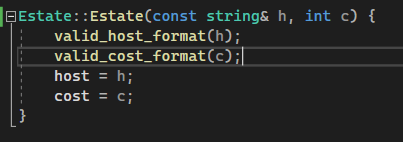 Estate::Estate(const string& h, int c) {
    valid_host_format(h);
    valid_cost_format(c);
    host = h;
    cost = c;
}